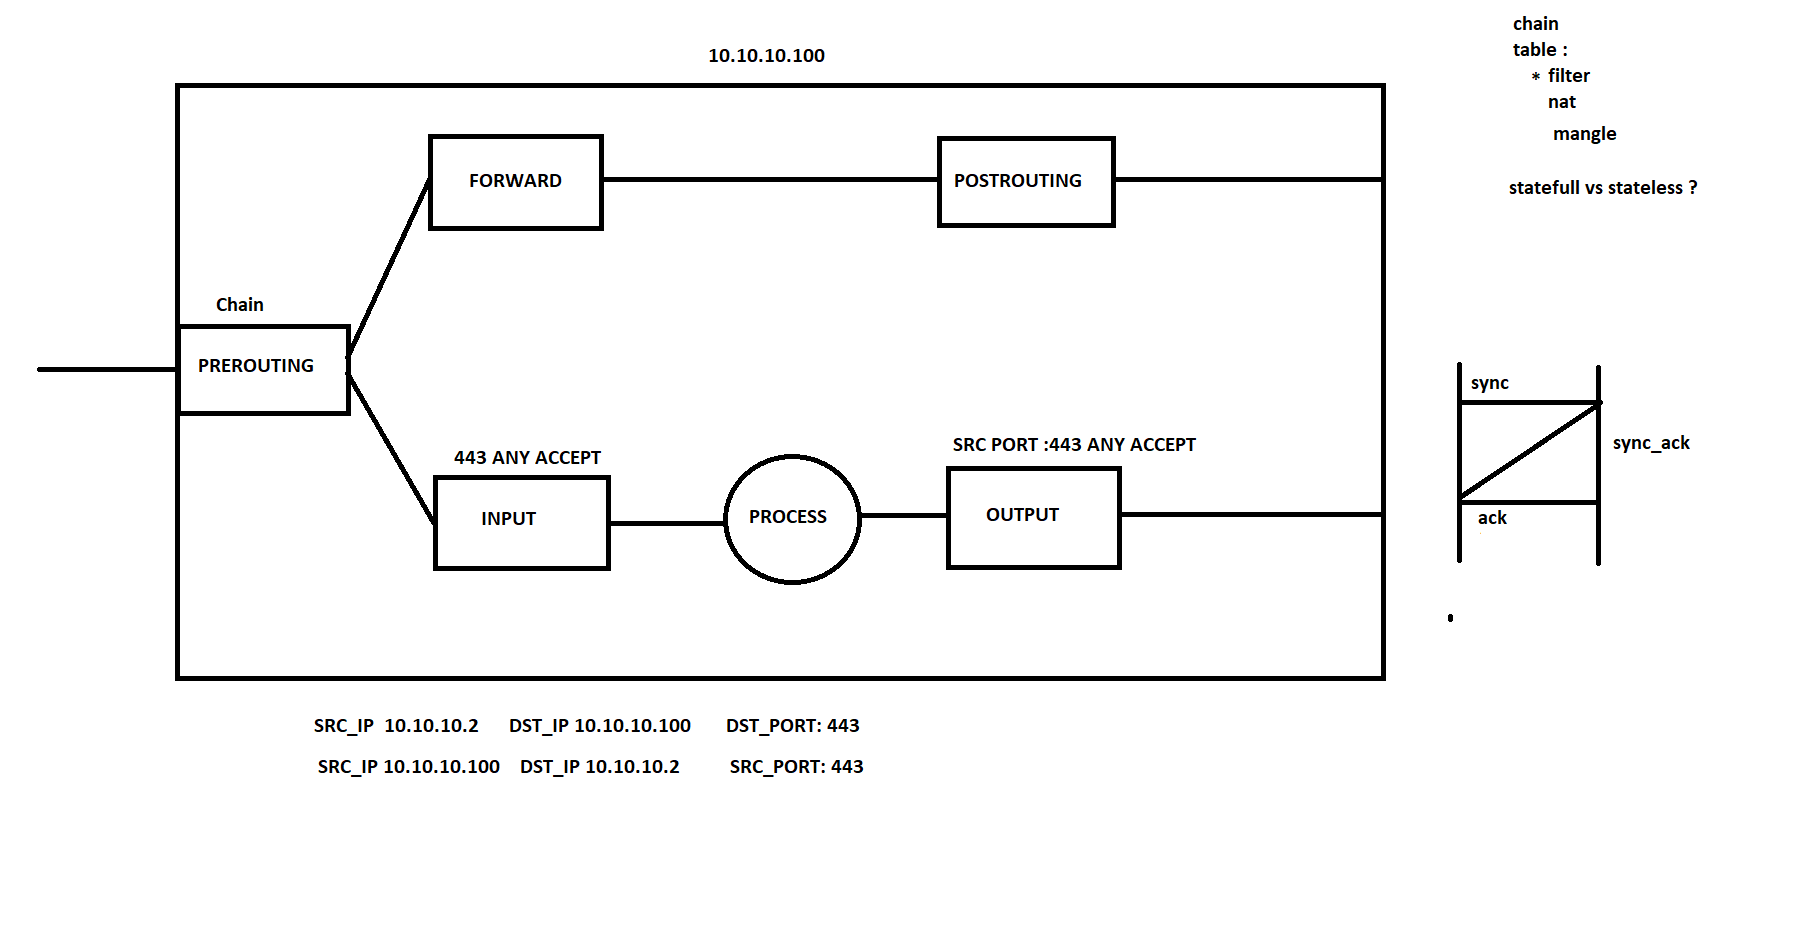 10.10.10.100
chain
table :
* filter
nat
mangle
statefull vs stateless ?
FORWARD
POSTROUTING
Chain
PREROUTING
443 ANY ACCEPT
INPUT
PROCESS
SRC PORT :443 ANY ACCEPT
OUTPUT
sync
sync_ack
ack
SRC_IP 10.10.10.2 DST_IP 10.10.10.100 DST_PORT: 443
SRC_IP 10.10.10.100 DST_IP 10.10.10.2 SRC_PORT: 443